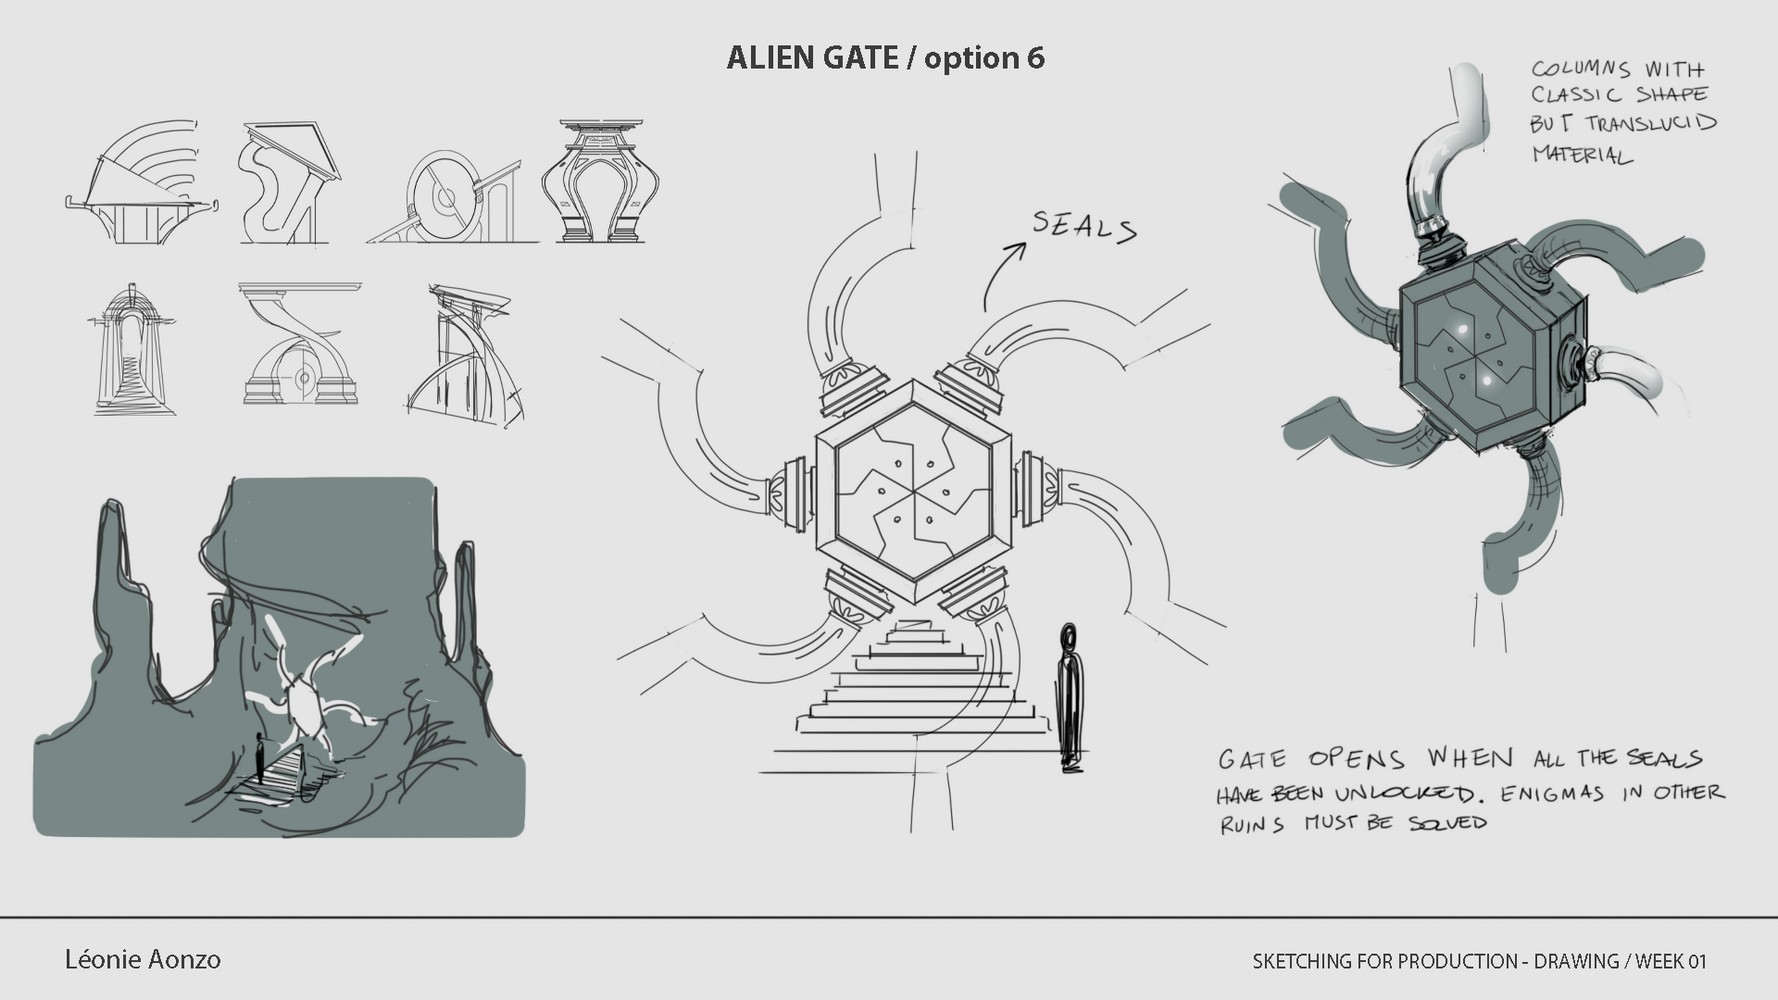 ALIEN GATE / option 6
COLUMNS WITH
CLASSIC SHAPE
BUT TRANSLUCID
MATERIAL
SEALS
GATE OPENS WHEN ALL THE SEALS
HAVE BEEN UNLOCKED. ENIGMAS IN OTHER
RUINS MUST BE SOLVED
Léonie Aonzo
SKETCHING FOR PRODUCTION - DRAWING / WEEK 01